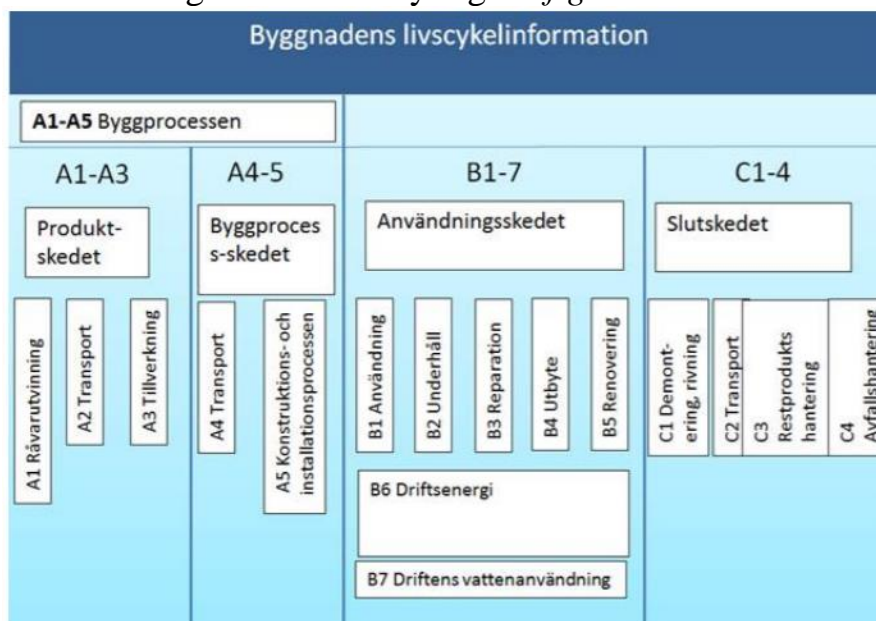 Byggnadens livscykelinformation
A1-A5 Byggprocessen
A1-A3
A4-5
B1-7
C1-4
Produkt-
skedet
Byggproces
s-skedet
Användningsskedet
Slutskedet
A1 Råvarutvinning
A2 Transport
A3 Tillverkning
A4 Transport
A5 Konstruktions- och
installationsprocessen
B1 Användning
B2 Underhåll
B3 Reparation
B4 Utbyte
B5 Renovering
B6 Driftsenergi
B7 Driftens vattenanvändning
C1 Demont-
ering, rivning
C2 Transport
C3
Restprodukts
hantering
C4
Avfallshantering